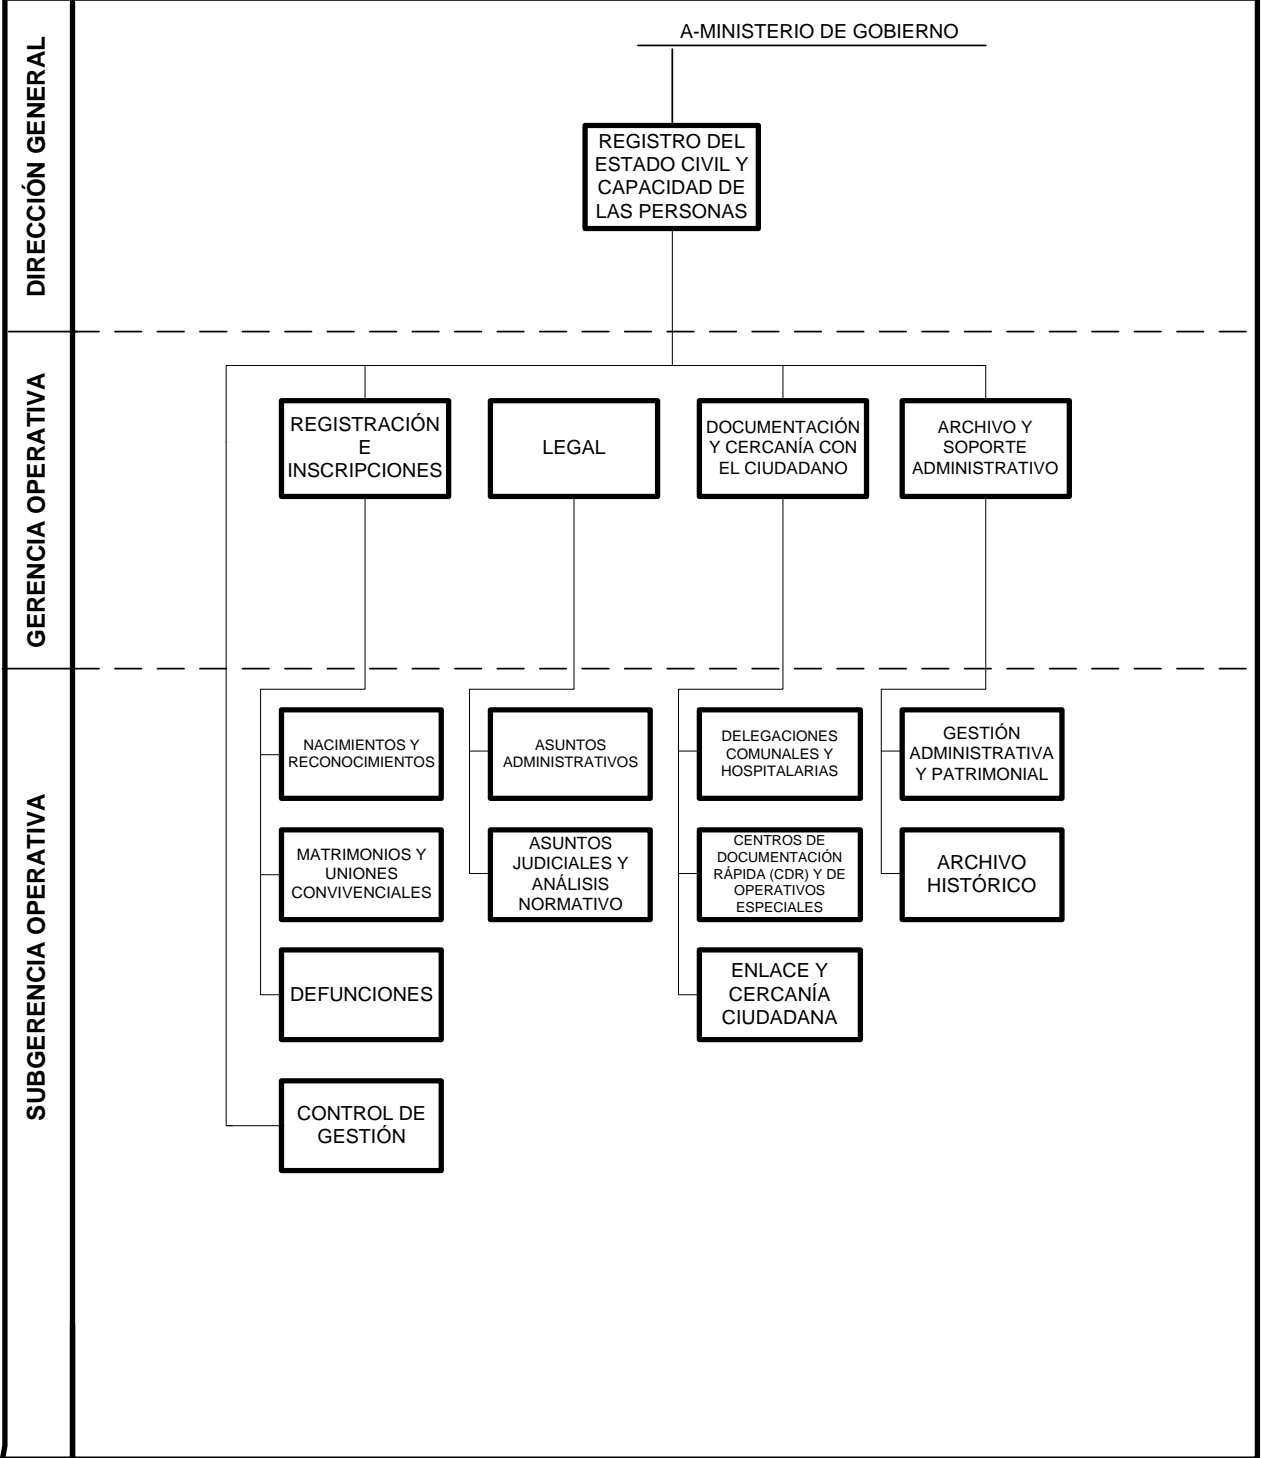 A-MINISTERIO DE GOBIERNO
DIRECCIÓN GENERAL
REGISTRO DEL
ESTADO CIVIL Y
CAPACIDAD DE
LAS PERSONAS
GERENCIA OPERATIVA
REGISTRACIÓN
E
INSCRIPCIONES
LEGAL
DOCUMENTACIÓN
Y CERCANÍA CON
EL CIUDADANO
ARCHIVO Y
SOPORTE
ADMINISTRATIVO
SUBGERENCIA OPERATIVA
NACIMIENTOS Y
RECONOCIMIENTOS
ASUNTOS
ADMINISTRATIVOS
DELEGACIONES
COMUNALES Y
HOSPITALARIAS
GESTIÓN
ADMINISTRATIVA
Y PATRIMONIAL
MATRIMONIOS Y
UNIONES
CONVIVENCIALES
ASUNTOS
JUDICIALES Y
ANÁLISIS
NORMATIVO
CENTROS DE
DOCUMENTACIÓN
RÁPIDA (CDR) Y DE
OPERATIVOS
ESPECIALES
ARCHIVO
HISTÓRICO
DEFUNCIONES
ENLACE Y
CERCANÍA
CIUDADANA
CONTROL DE
GESTIÓN